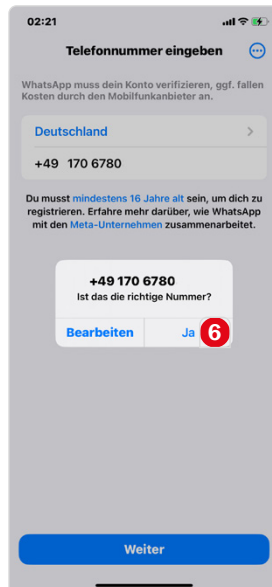 02:21
Telefonnummer eingeben
WhatsApp muss dein Konto verifizieren, ggf. fallen
Kosten durch den Mobilfunkanbieter an.
Deutschland
+49 170 6780
Du musst mindestens 16 Jahre alt sein, um dich zu
registrieren. Erfahre mehr darüber, wie WhatsApp
mit den Meta-Unternehmen zusammenarbeitet.
+49 170 6780
Ist das die richtige Nummer?
Bearbeiten Ja 6
Weiter